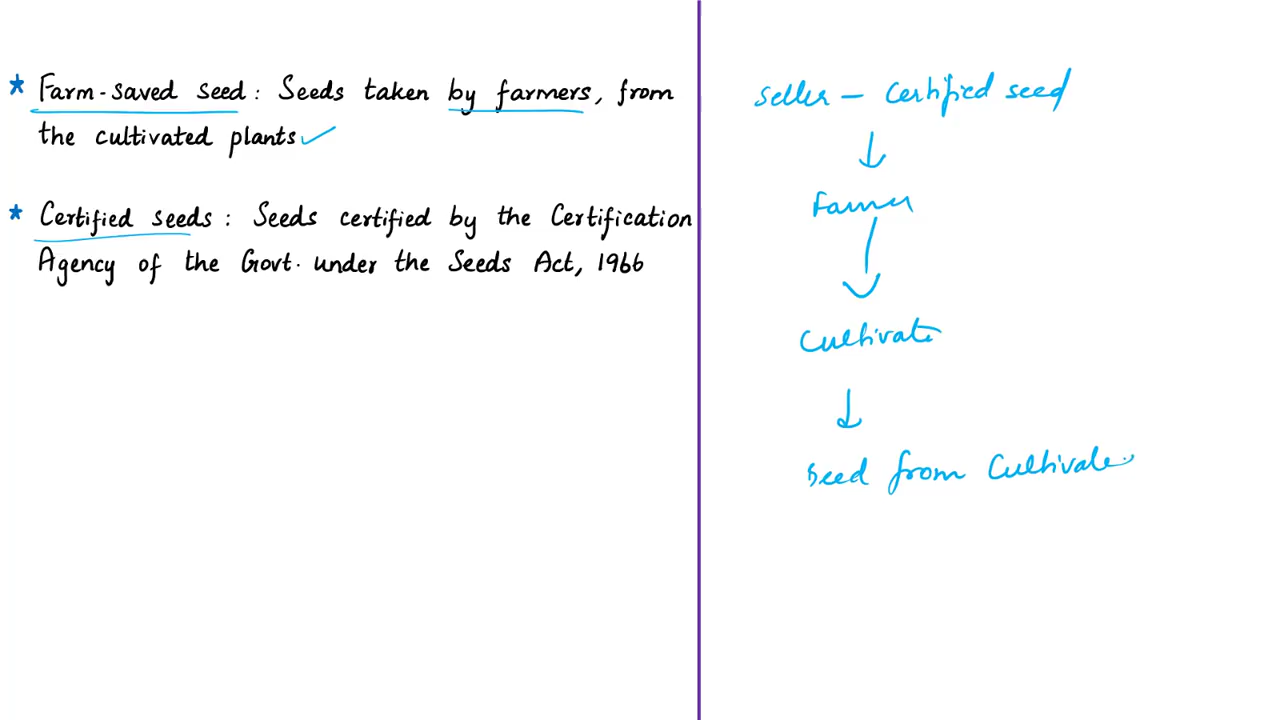 * Farm-saved seed : Seeds taken by farmers, from
the cultivated plants ✓
* Certified seeds : Seeds certified by the Certification
Agency of the Govt. under the Seeds Act, 1966
Seller – Certified seed
↓
Farmer
↓
Cultivate
↓
Seed from Cultivate